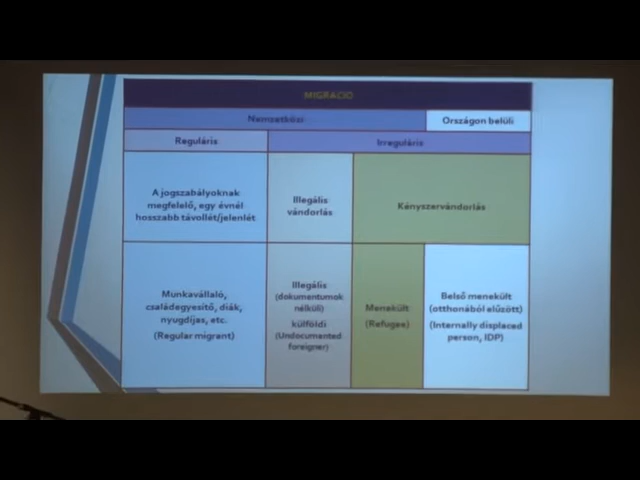 MIGRÁCIÓ
Nemzetközi
Országon belüli
Reguláris
Irreguláris
A jogszabályoknak
megfelelő, egy évnél
hosszabb távollét/jelenlét
Illegális
vándorlás
Kényszervándorlás
Munkavállaló,
családegyesítő, diák,
nyugdíjas, etc.
(Regular migrant)
Illegális
(dokumentumok
nélküli)
külföldi
(Undocumented
foreigner)
Menekült
(Refugee)
Belső menekült
(otthonából elűzött)
(Internally displaced
person, IDP)